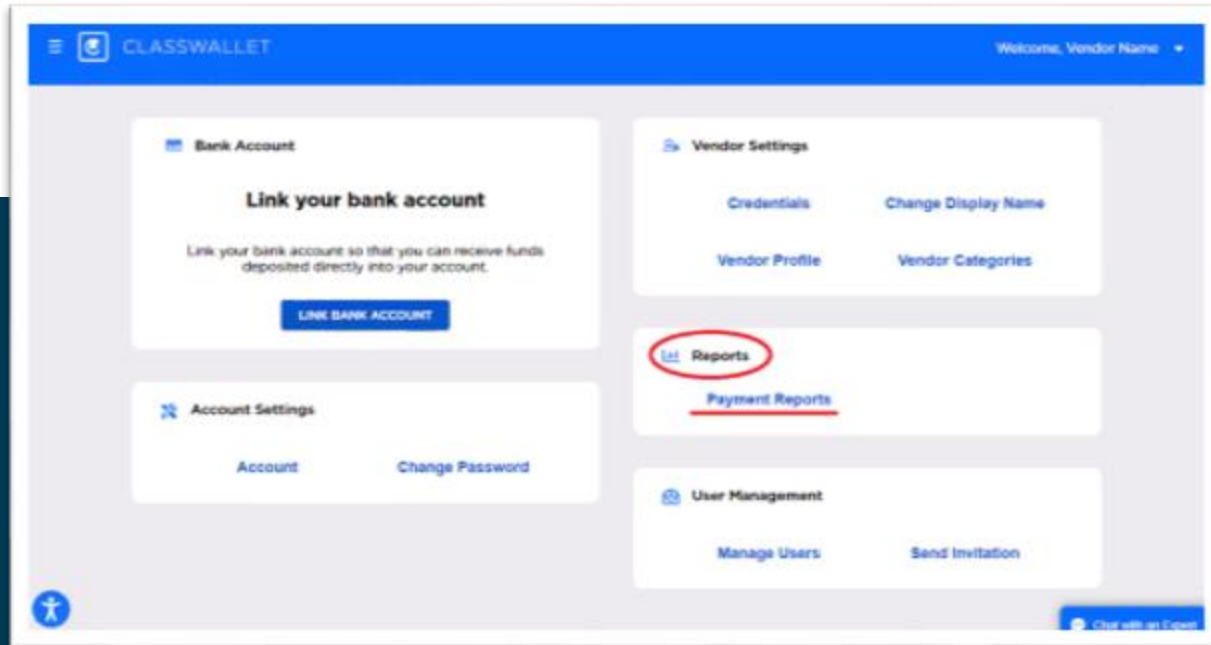 CLASSWALLET
Welcome, Vendor Name
Bank Account
Link your bank account
Link your bank account so that you can receive funds
deposited directly into your account.
LINK BANK ACCOUNT
Account Settings
Account Change Password
Vendor Settings
Credentials Change Display Name
Vendor Profile Vendor Categories
Reports
Payment Reports
User Management
Manage Users Send Invitation
Chat with an Expert